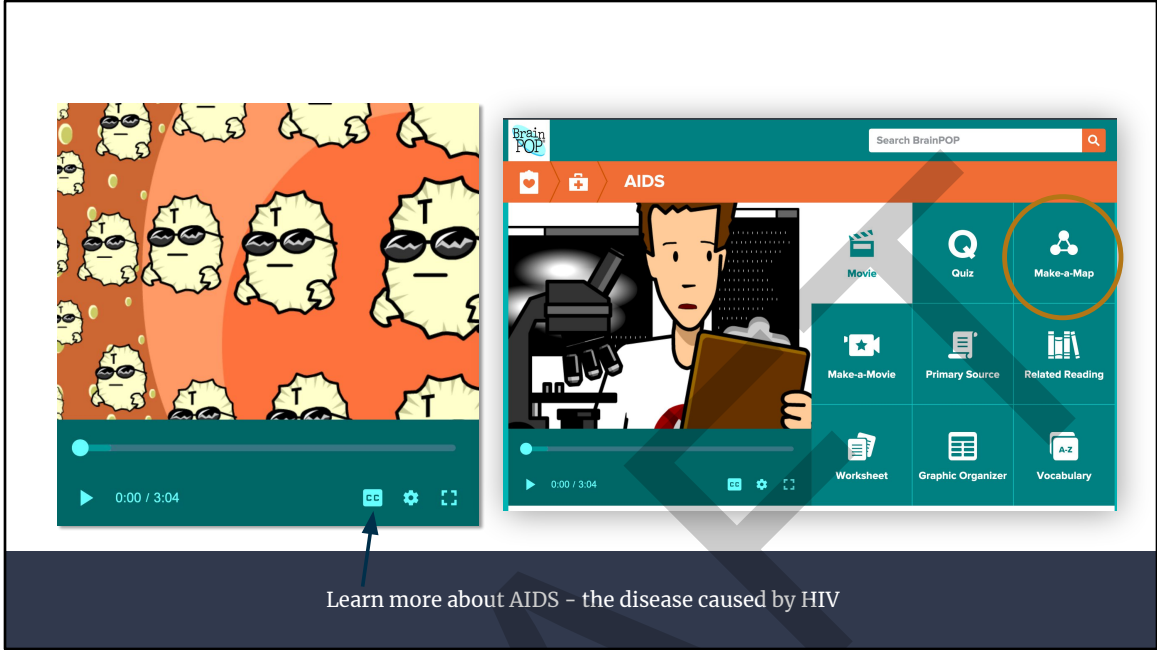 T
T
T
T
T
T
T
T
T
T
0:00 / 3:04
CC
Brain
POP
Search BrainPOP
AIDS
Movie
Quiz
Make-a-Map
Make-a-Movie
Primary Source
Related Reading
0:00 / 3:04
CC
Worksheet
Graphic Organizer
A-Z
Vocabulary
Learn more about AIDS - the disease caused by HIV